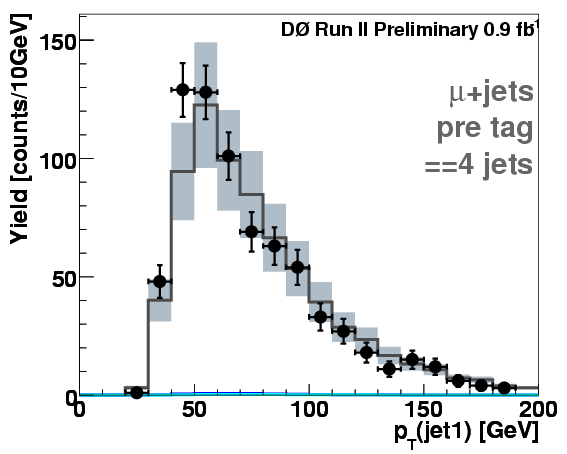 DØ Run II Preliminary 0.9 fb⁻¹
μ+jets
pre tag
==4 jets
Yield [counts/10GeV]
150
100
50
0
0 50 100 150 200
p_T(jet1) [GeV]